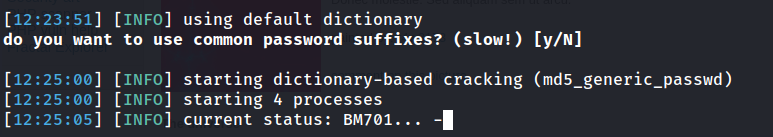 [12:23:51] [INFO] using default dictionary
do you want to use common password suffixes? (slow!) [y/N]
[12:25:00] [INFO] starting dictionary-based cracking (md5_generic_passwd)
[12:25:00] [INFO] starting 4 processes
[12:25:05] [INFO] current status: BM701... -